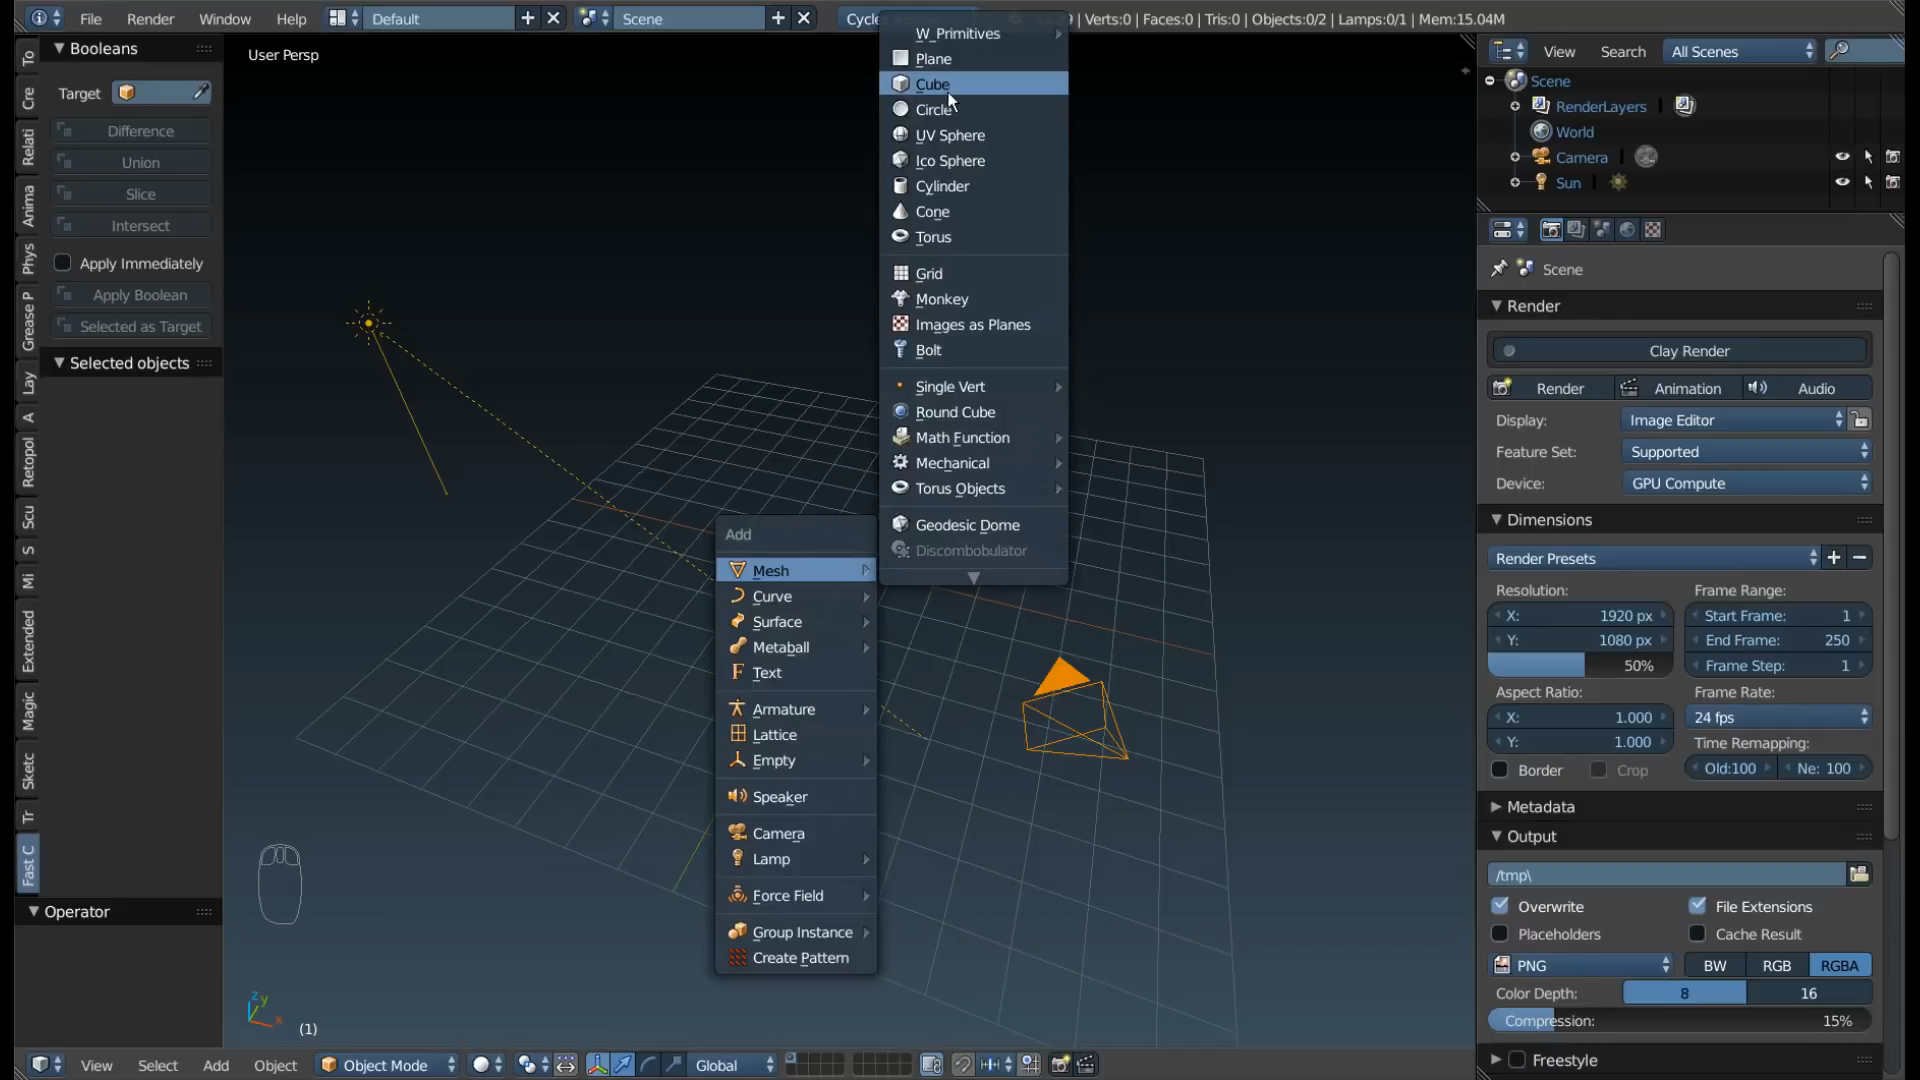 File Render Window Help Default Scene Cycles | Verts:0 | Faces:0 | Tris:0 | Objects:0/2 | Lamps:0/1 | Mem:15.04M
Booleans
Target
Difference
Union
Slice
Intersect
Apply Immediately
Apply Boolean
Selected as Target
Selected objects
Operator
To
Cre
Relati
Anima
Phys
Grease P
Lay
A
Retopol
Scu
S
Mi
Extended
Magic
Sketc
Tr
Fast C
User Persp
W_Primitives
Plane
Cube
Circle
UV Sphere
Ico Sphere
Cylinder
Cone
Torus
Grid
Monkey
Images as Planes
Bolt
Single Vert
Round Cube
Math Function
Mechanical
Torus Objects
Geodesic Dome
Discombobulator
Add
Mesh
Curve
Surface
Metaball
Text
Armature
Lattice
Empty
Speaker
Camera
Lamp
Force Field
Group Instance
Create Pattern
z y x
(1)
View Select Add Object Object Mode Global
View Search All Scenes
Scene
RenderLayers
World
Camera
Sun
Scene
Render
Clay Render
Render Animation Audio
Display: Image Editor
Feature Set: Supported
Device: GPU Compute
Dimensions
Render Presets
Resolution: Frame Range:
X: 1920 px Start Frame: 1
Y: 1080 px End Frame: 250
50% Frame Step: 1
Aspect Ratio: Frame Rate:
X: 1.000 24 fps
Y: 1.000 Time Remapping:
Border Crop Old:100 Ne: 100
Metadata
Output
/tmp\
Overwrite File Extensions
Placeholders Cache Result
PNG BW RGB RGBA
Color Depth: 8 16
Compression: 15%
Freestyle